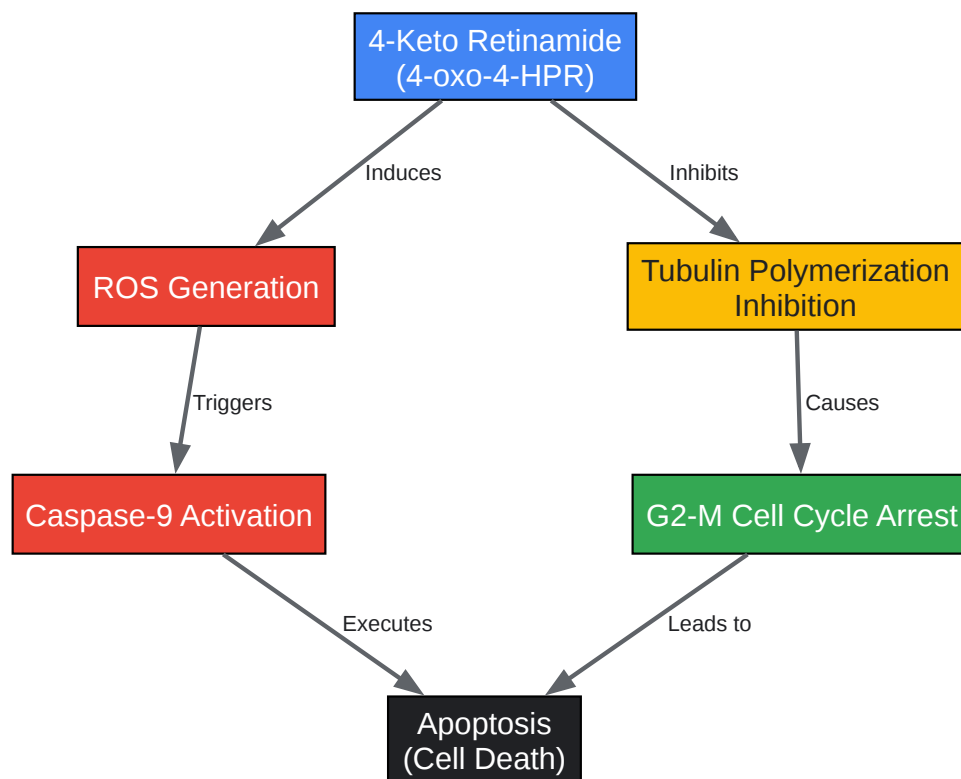 4-Keto Retinamide
(4-oxo-4-HPR)
Induces
Inhibits
ROS Generation
Tubulin Polymerization
Inhibition
Triggers
Causes
Caspase-9 Activation
G2-M Cell Cycle Arrest
Executes
Leads to
Apoptosis
(Cell Death)